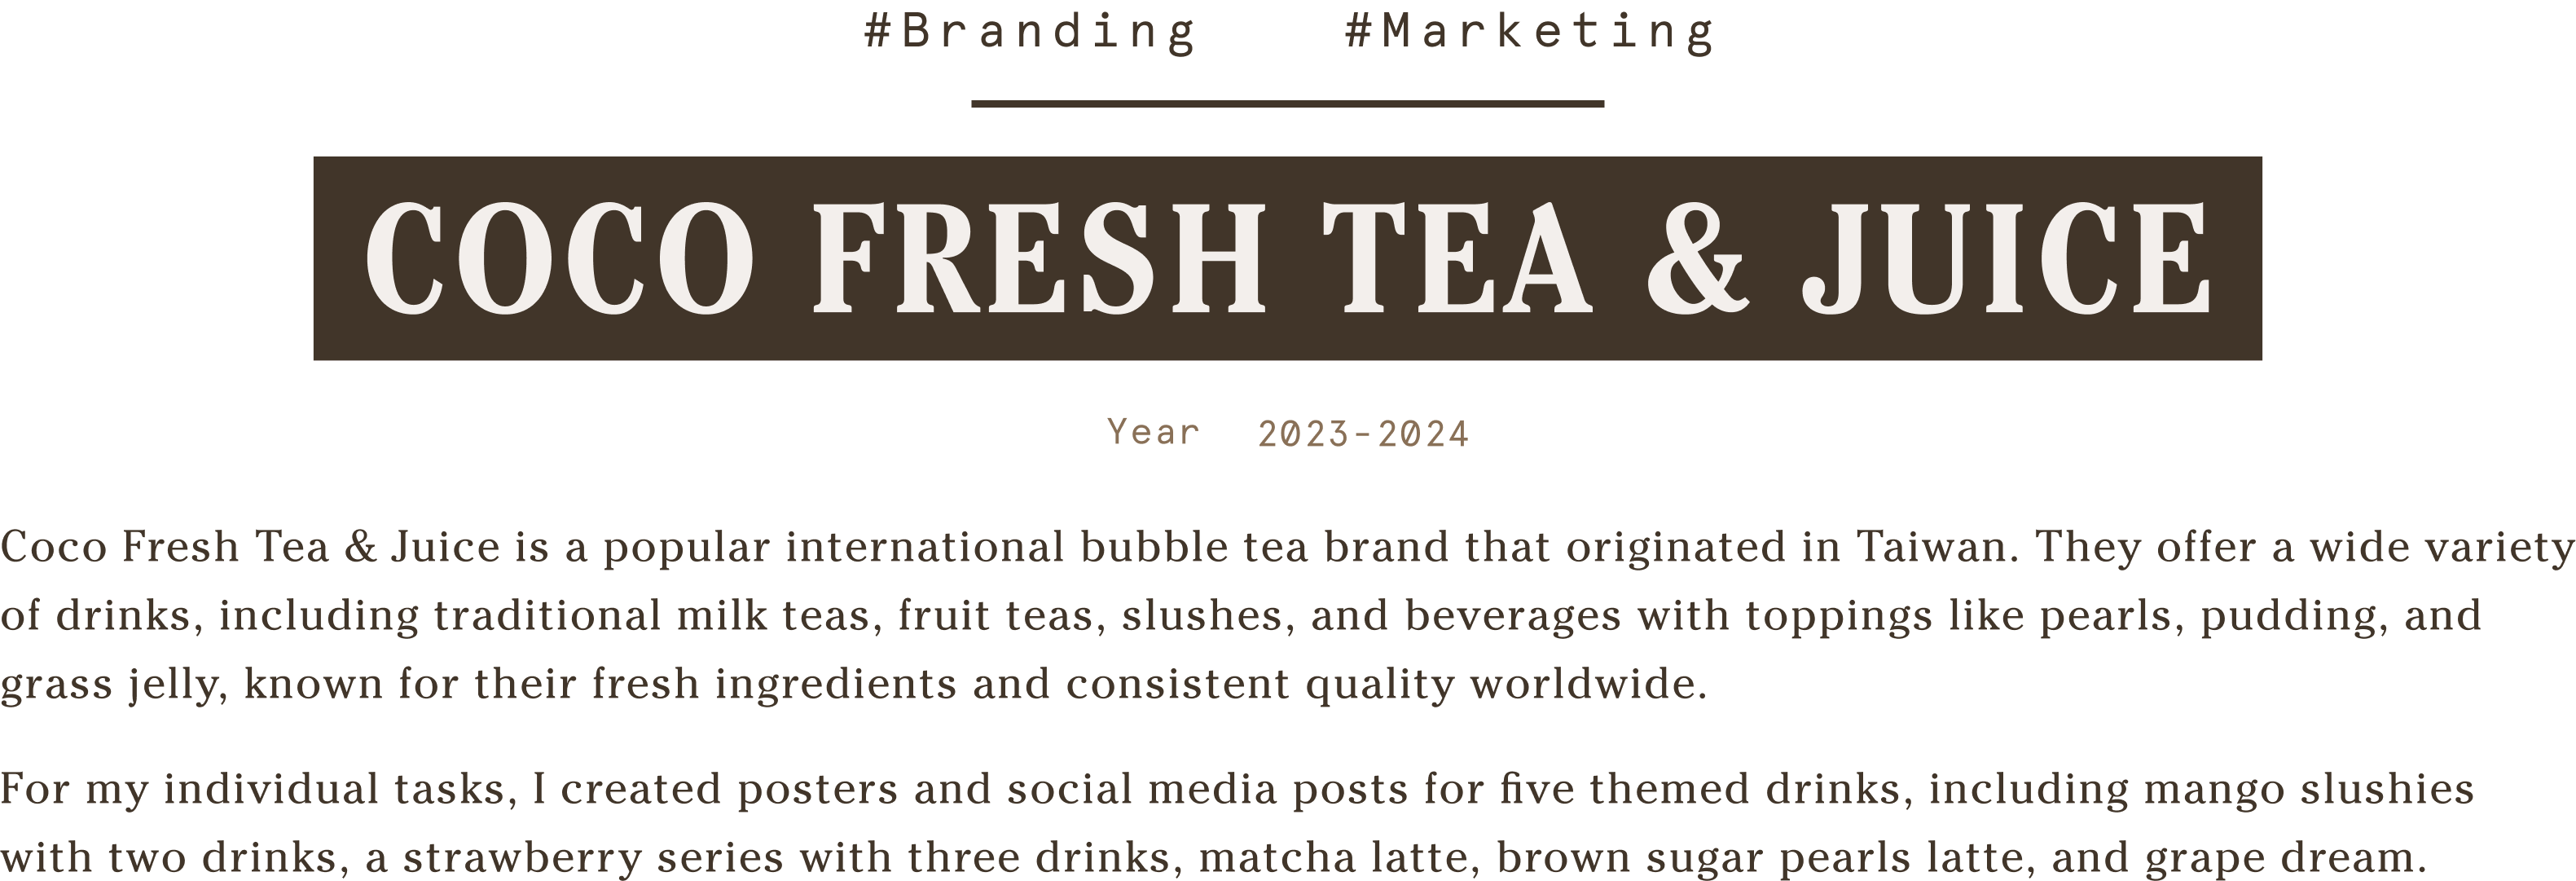 #Branding #Marketing
COCO FRESH TEA & JUICE
Year 2023-2024
Coco Fresh Tea & Juice is a popular international bubble tea brand that originated in Taiwan. They offer a wide variety
of drinks, including traditional milk teas, fruit teas, slushes, and beverages with toppings like pearls, pudding, and
grass jelly, known for their fresh ingredients and consistent quality worldwide.
For my individual tasks, I created posters and social media posts for five themed drinks, including mango slushies
with two drinks, a strawberry series with three drinks, matcha latte, brown sugar pearls latte, and grape dream.